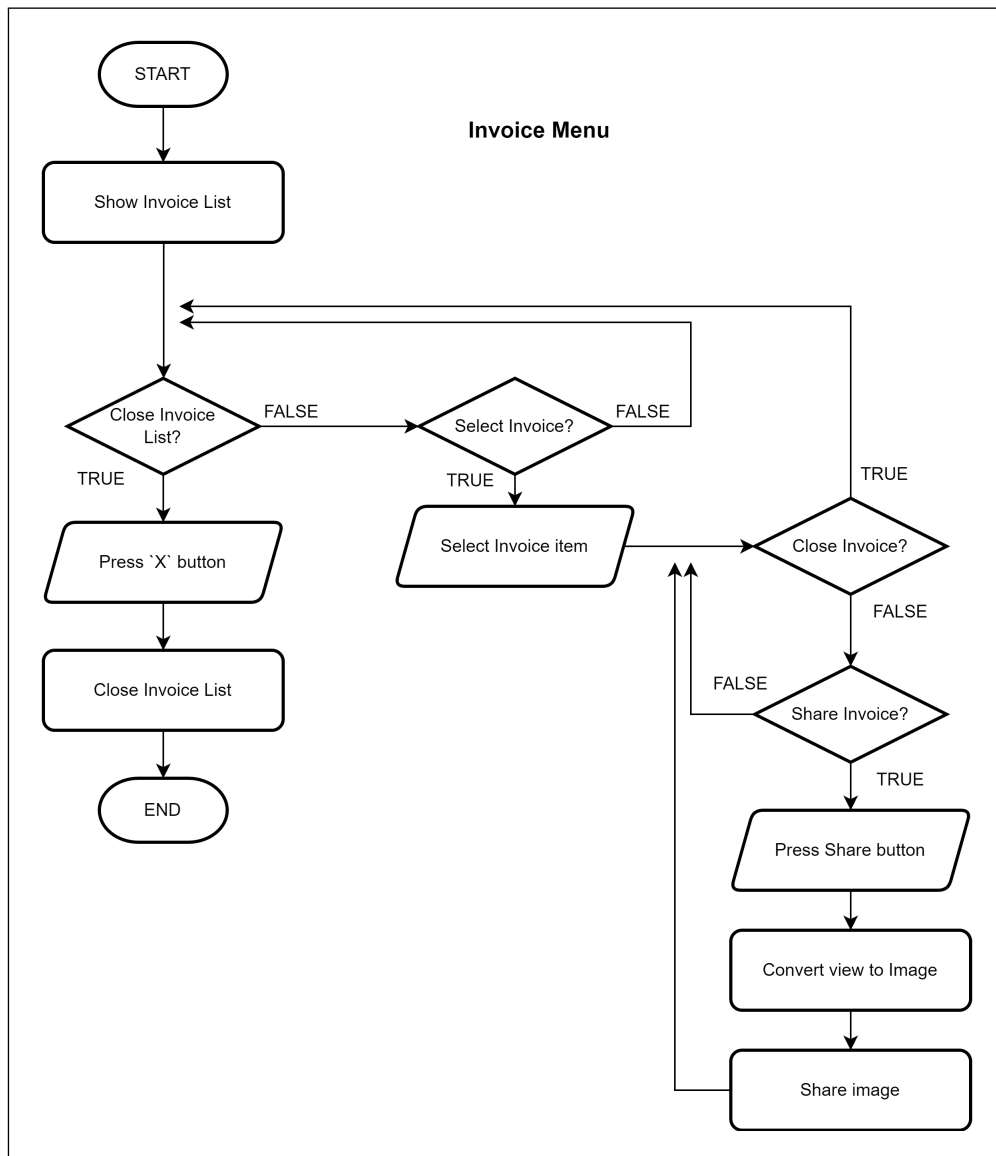 START
Invoice Menu
Show Invoice List
Close Invoice
List?
FALSE
Select Invoice?
FALSE
TRUE
TRUE
TRUE
Press `X` button
Select Invoice item
Close Invoice?
FALSE
Close Invoice List
FALSE
Share Invoice?
TRUE
END
Press Share button
Convert view to Image
Share image